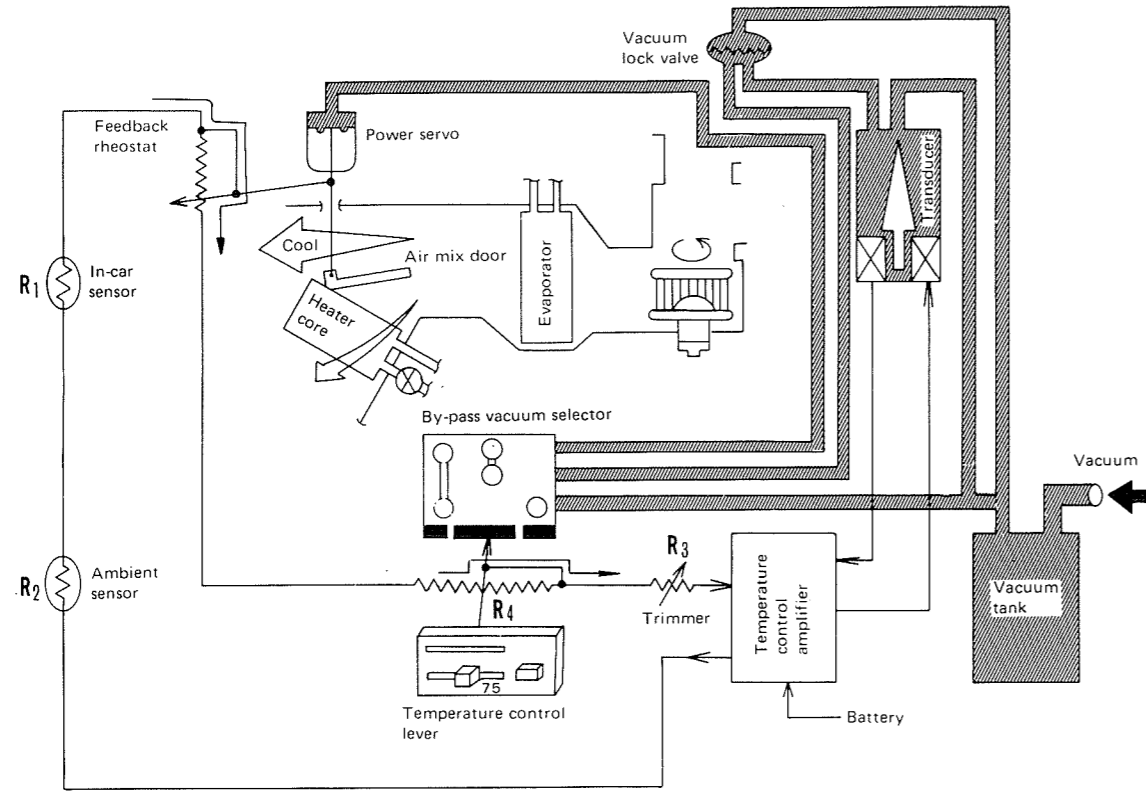 Vacuum
lock valve
Feedback
rheostat
Power servo
Transducer
Cool
Air mix door
R1
In-car
sensor
Heater
core
Evaporator
By-pass vacuum selector
Vacuum
R2
Ambient
sensor
R3
Trimmer
R4
Temperature
control
amplifier
Vacuum
tank
75
Temperature control
lever
Battery